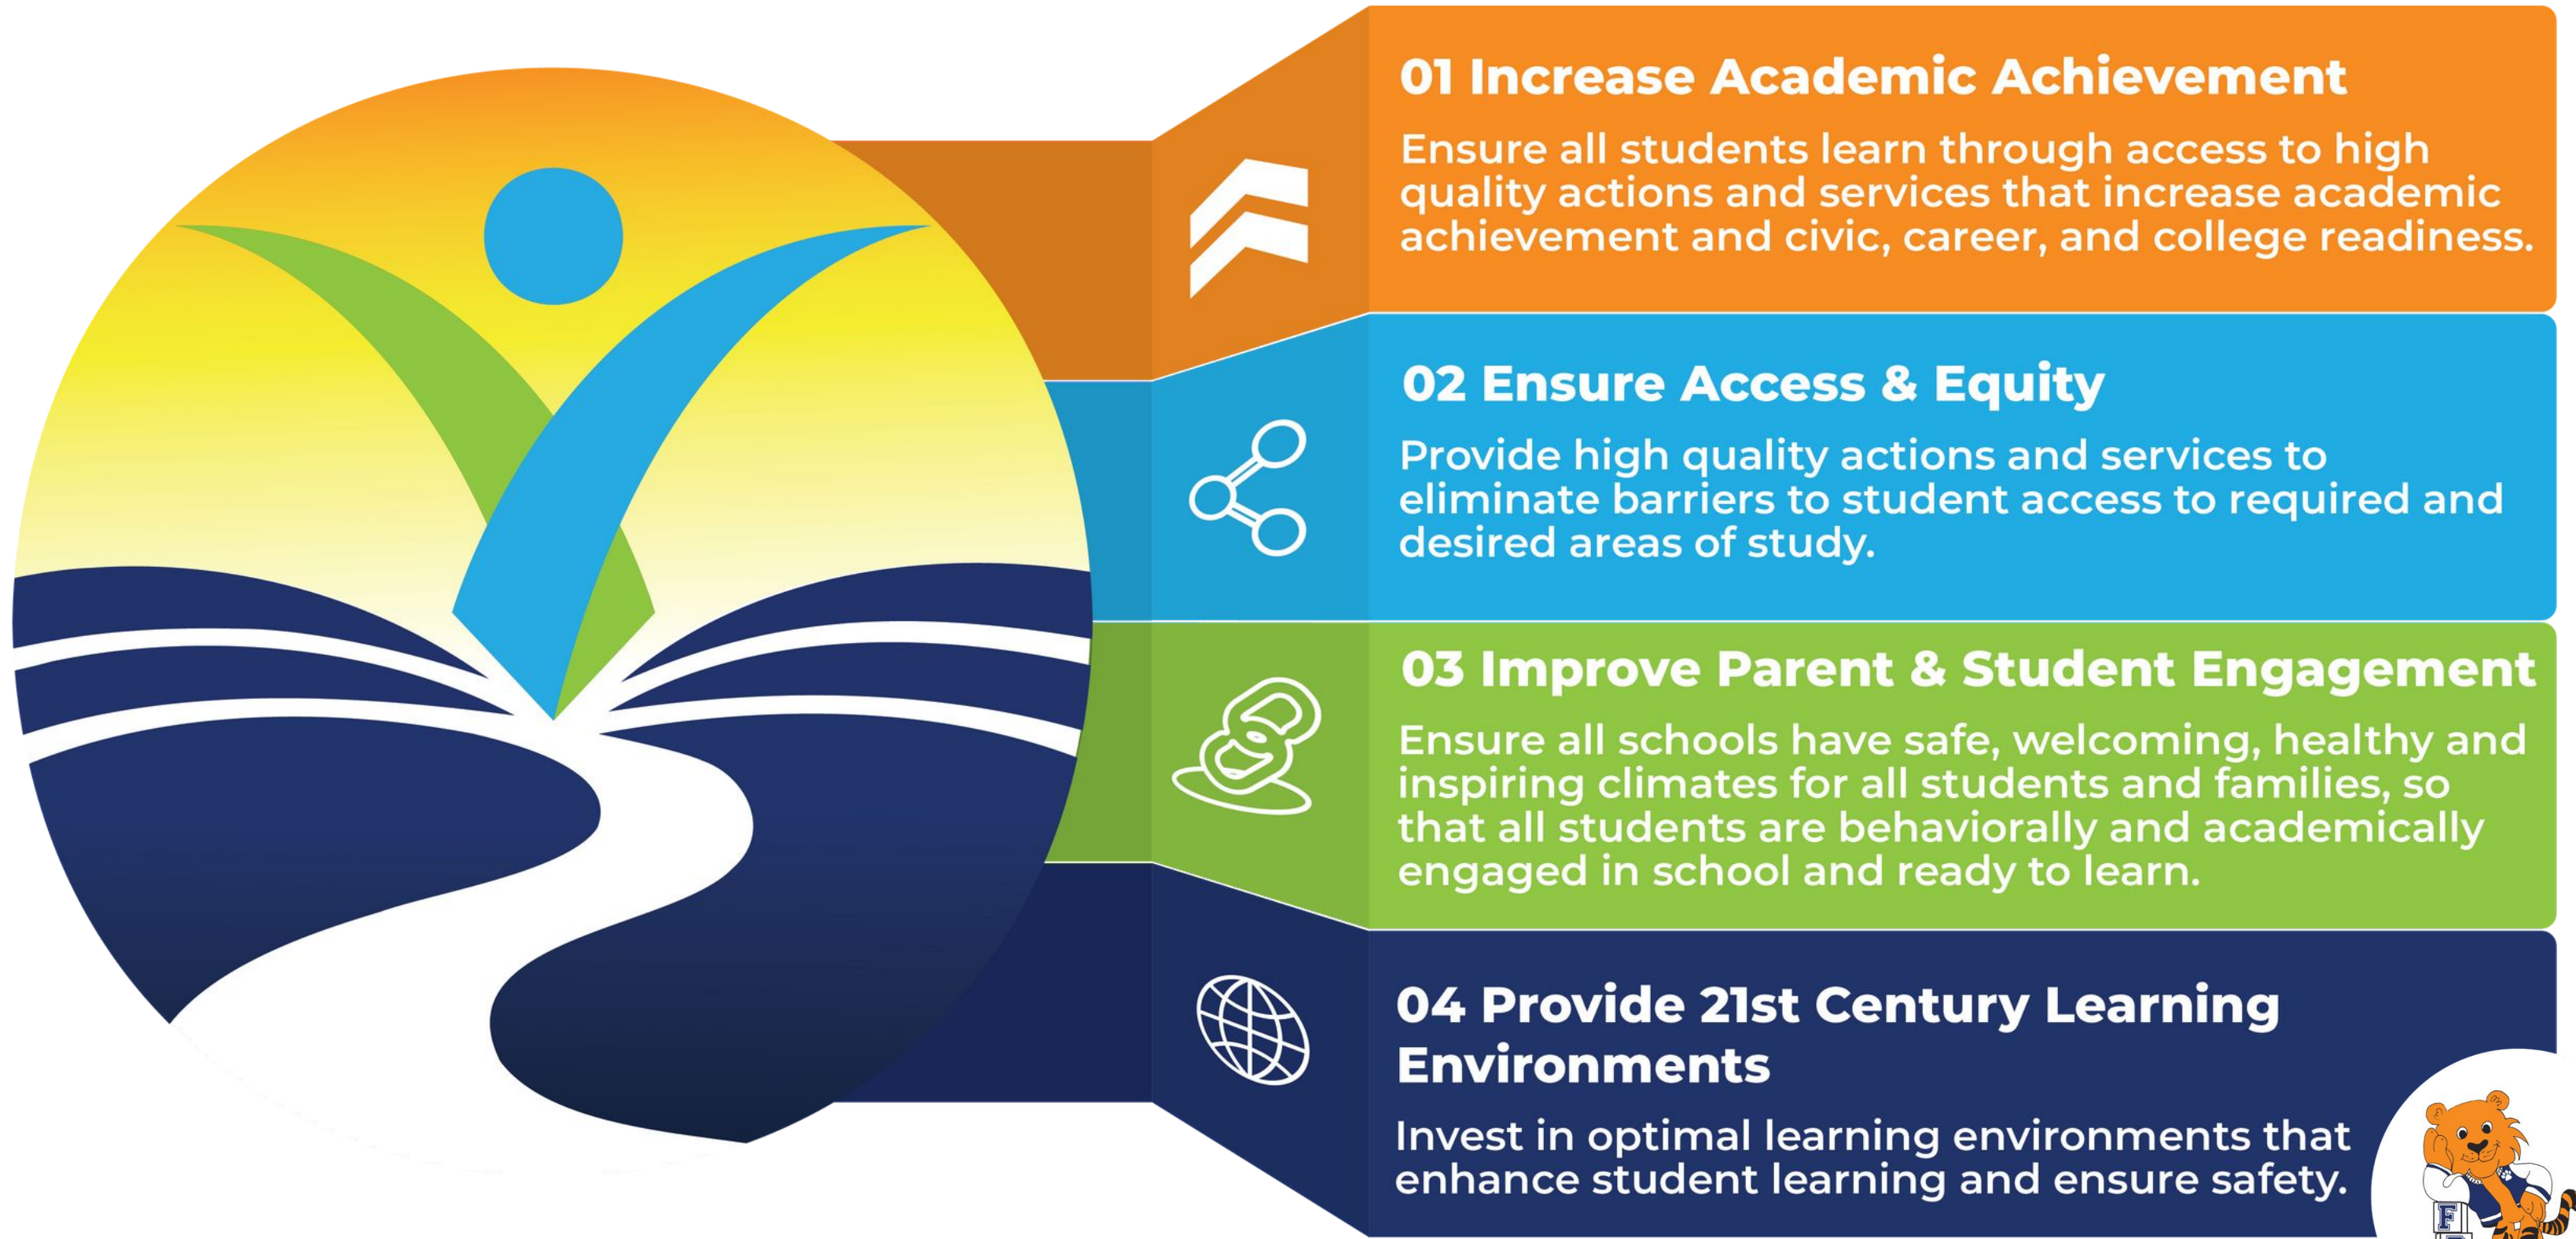 01 Increase Academic Achievement
Ensure all students learn through access to high
quality actions and services that increase academic
achievement and civic, career, and college readiness.
02 Ensure Access & Equity
Provide high quality actions and services to
eliminate barriers to student access to required and
desired areas of study.
03 Improve Parent & Student Engagement
Ensure all schools have safe, welcoming, healthy and
inspiring climates for all students and families, so
that all students are behaviorally and academically
engaged in school and ready to learn.
04 Provide 21st Century Learning
Environments
Invest in optimal learning environments that
enhance student learning and ensure safety.
F